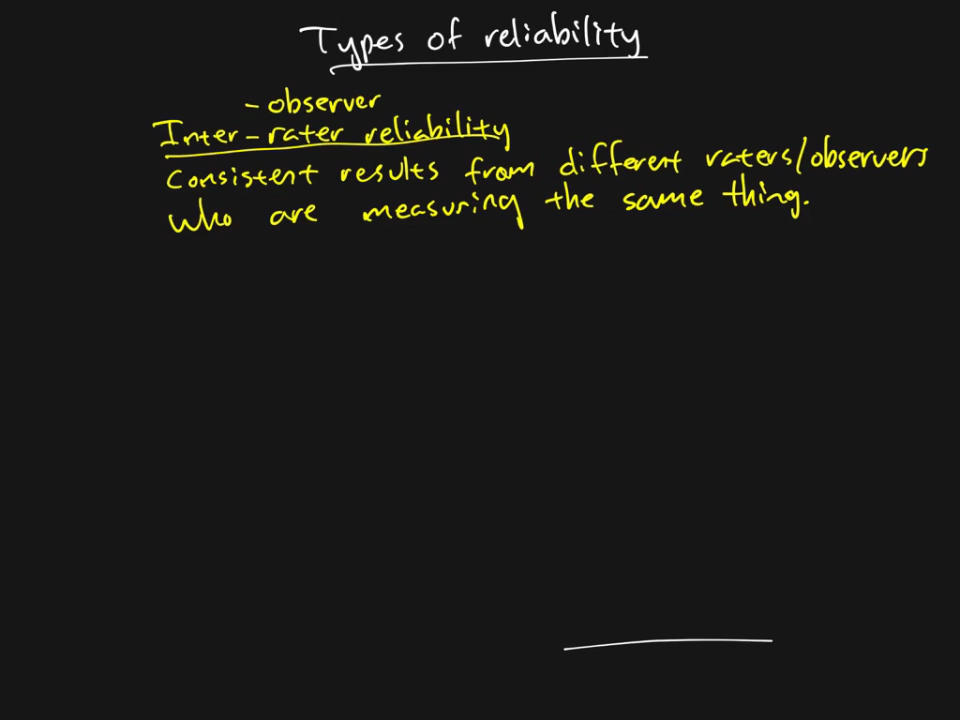 Types of reliability
- observer
Inter-rater reliability
Consistent results from different raters/observers
who are measuring the same thing.